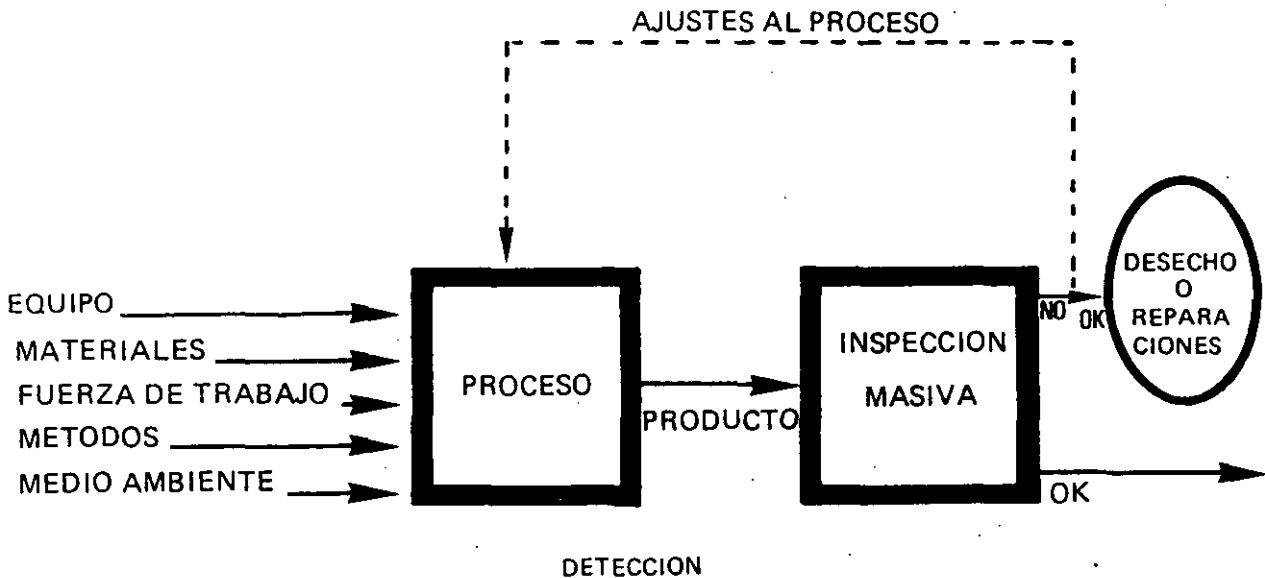 AJUSTES AL PROCESO
EQUIPO
MATERIALES
FUERZA DE TRABAJO
METODOS
MEDIO AMBIENTE
PROCESO
PRODUCTO
INSPECCION
MASIVA
NO OK
DESECHO
O
REPARA
CIONES
OK
DETECCION